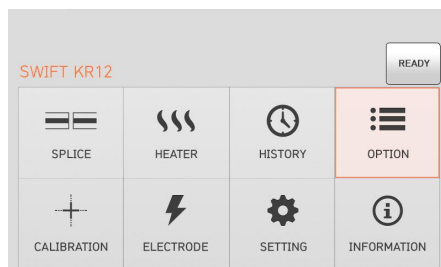 READY
SWIFT KR12
SPLICE HEATER HISTORY OPTION
CALIBRATION ELECTRODE SETTING INFORMATION